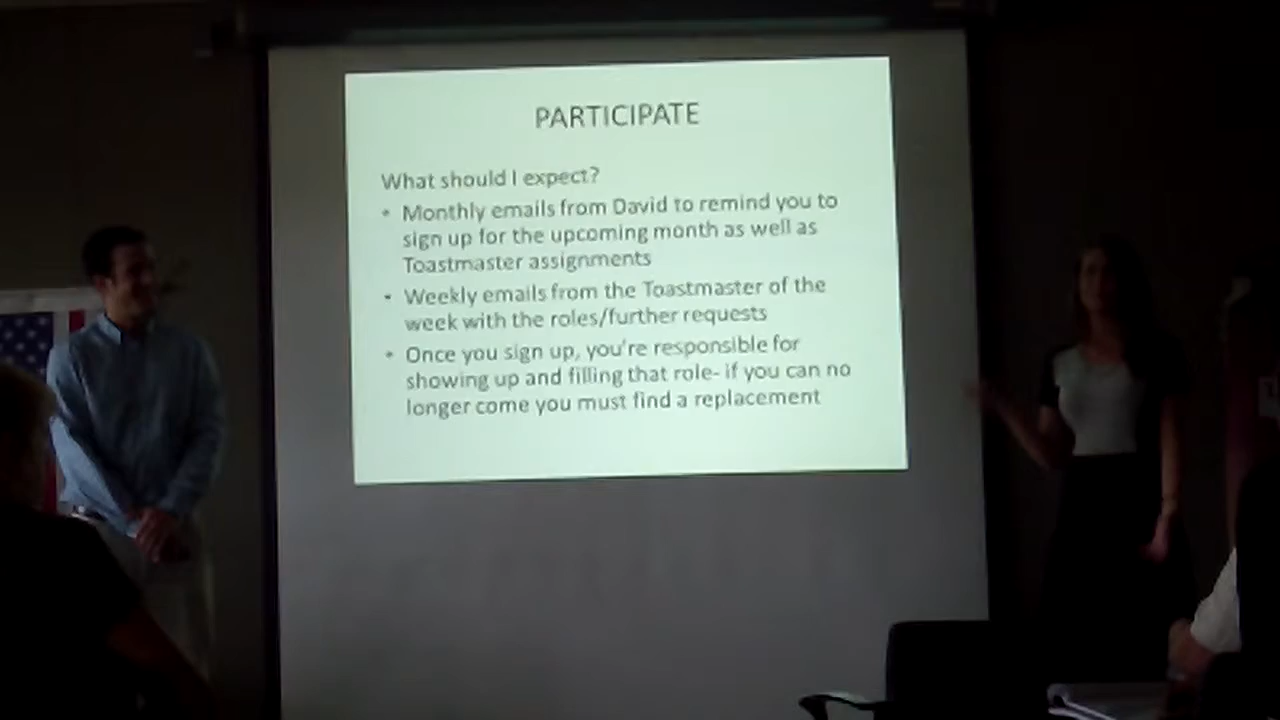 PARTICIPATE
What should I expect?
• Monthly emails from David to remind you to
sign up for the upcoming month as well as
Toastmaster assignments
• Weekly emails from the Toastmaster of the
week with the roles/further requests
• Once you sign up, you're responsible for
showing up and filling that role- if you can no
longer come you must find a replacement